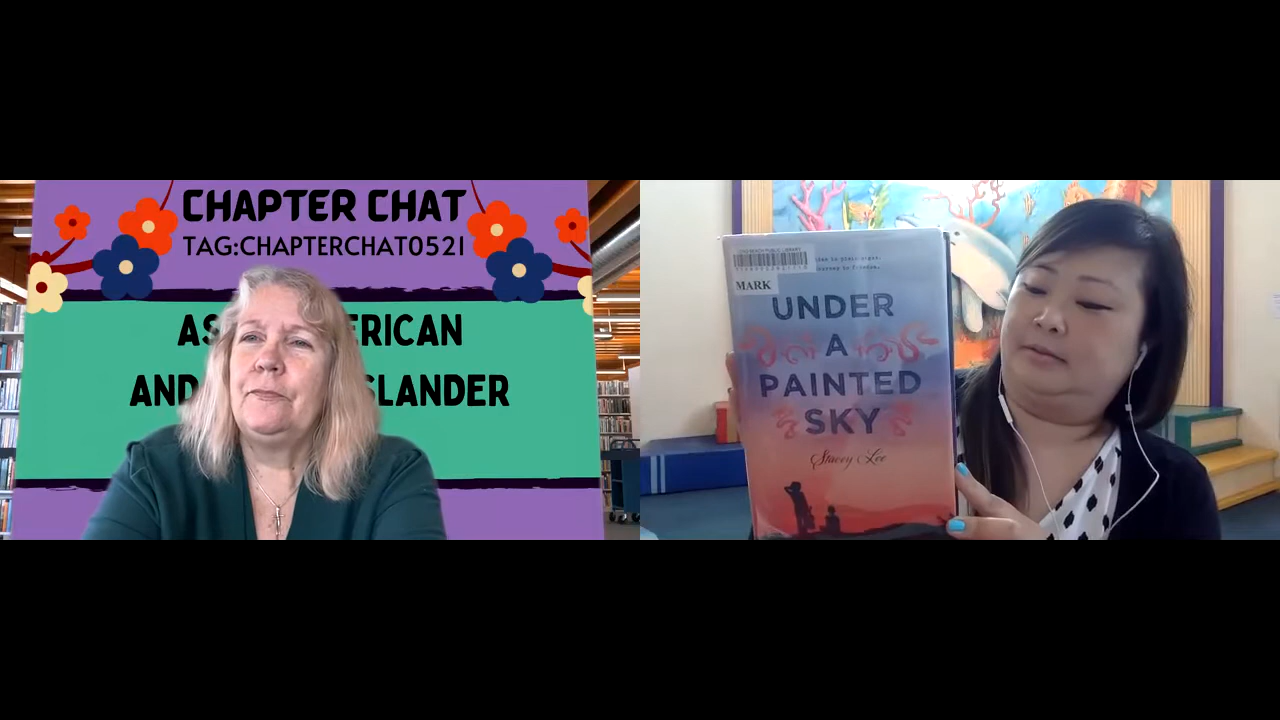 CHAPTER CHAT
TAG:CHAPTERCHAT0521
AS ERICAN
AND SLANDER
MARK
UNDER
A
PAINTED
SKY
Stacey Lee